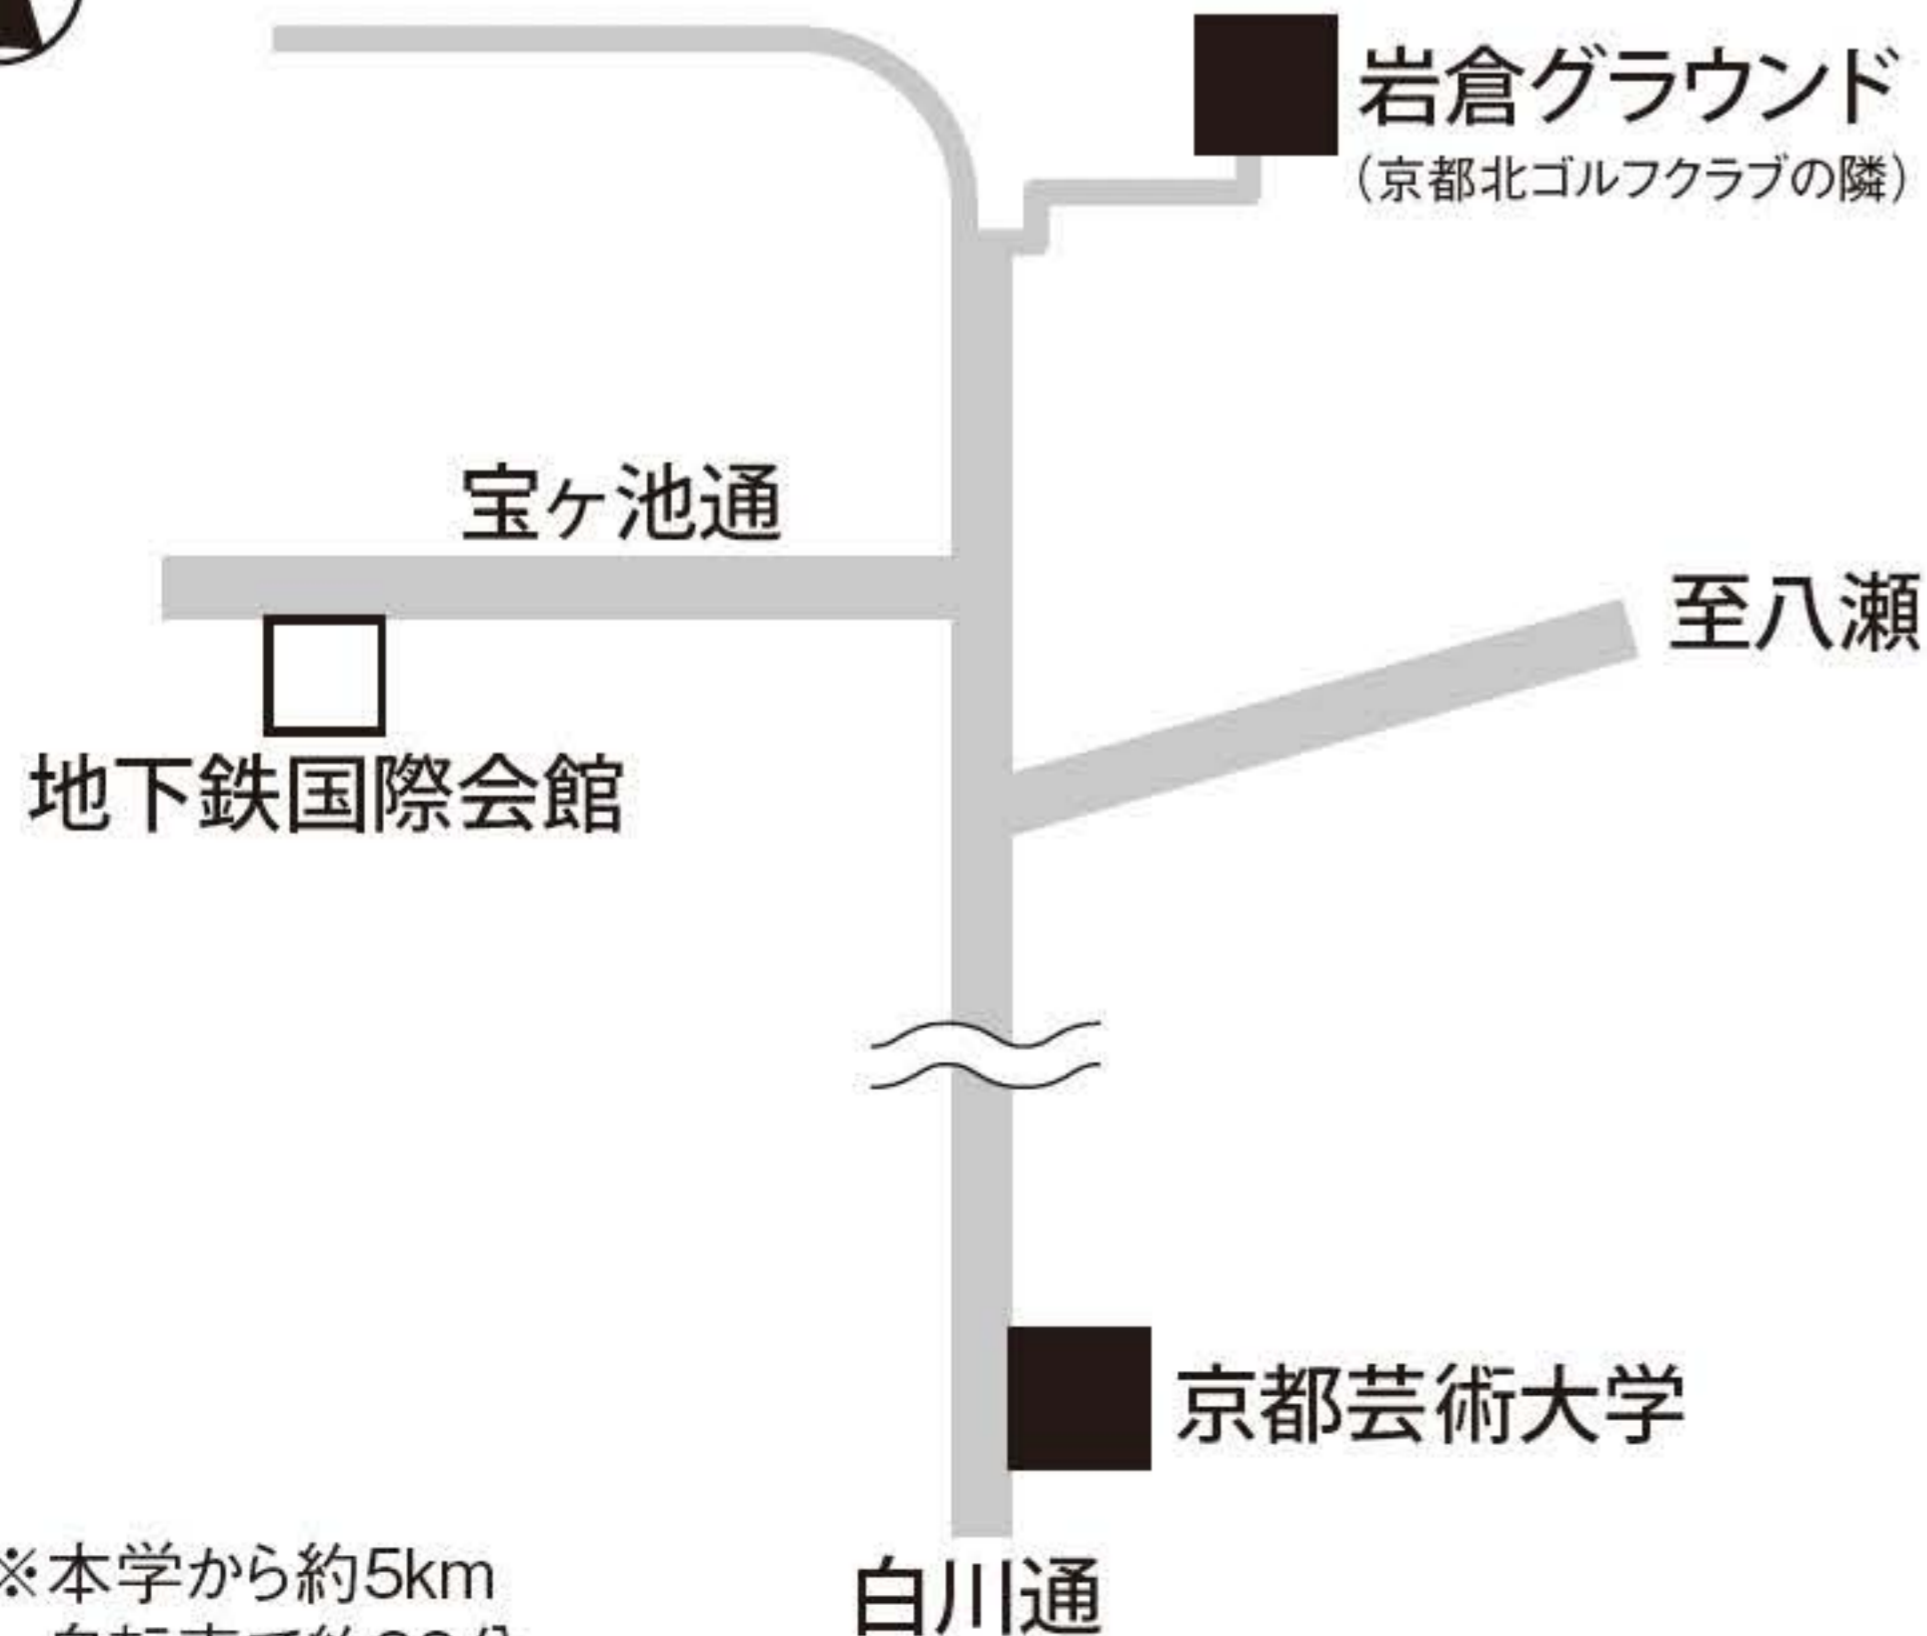 岩倉グラウンド
（京都北ゴルフクラブの隣）
宝ヶ池通
至八瀬
地下鉄国際会館
京都芸術大学
※本学から約5km
白川通